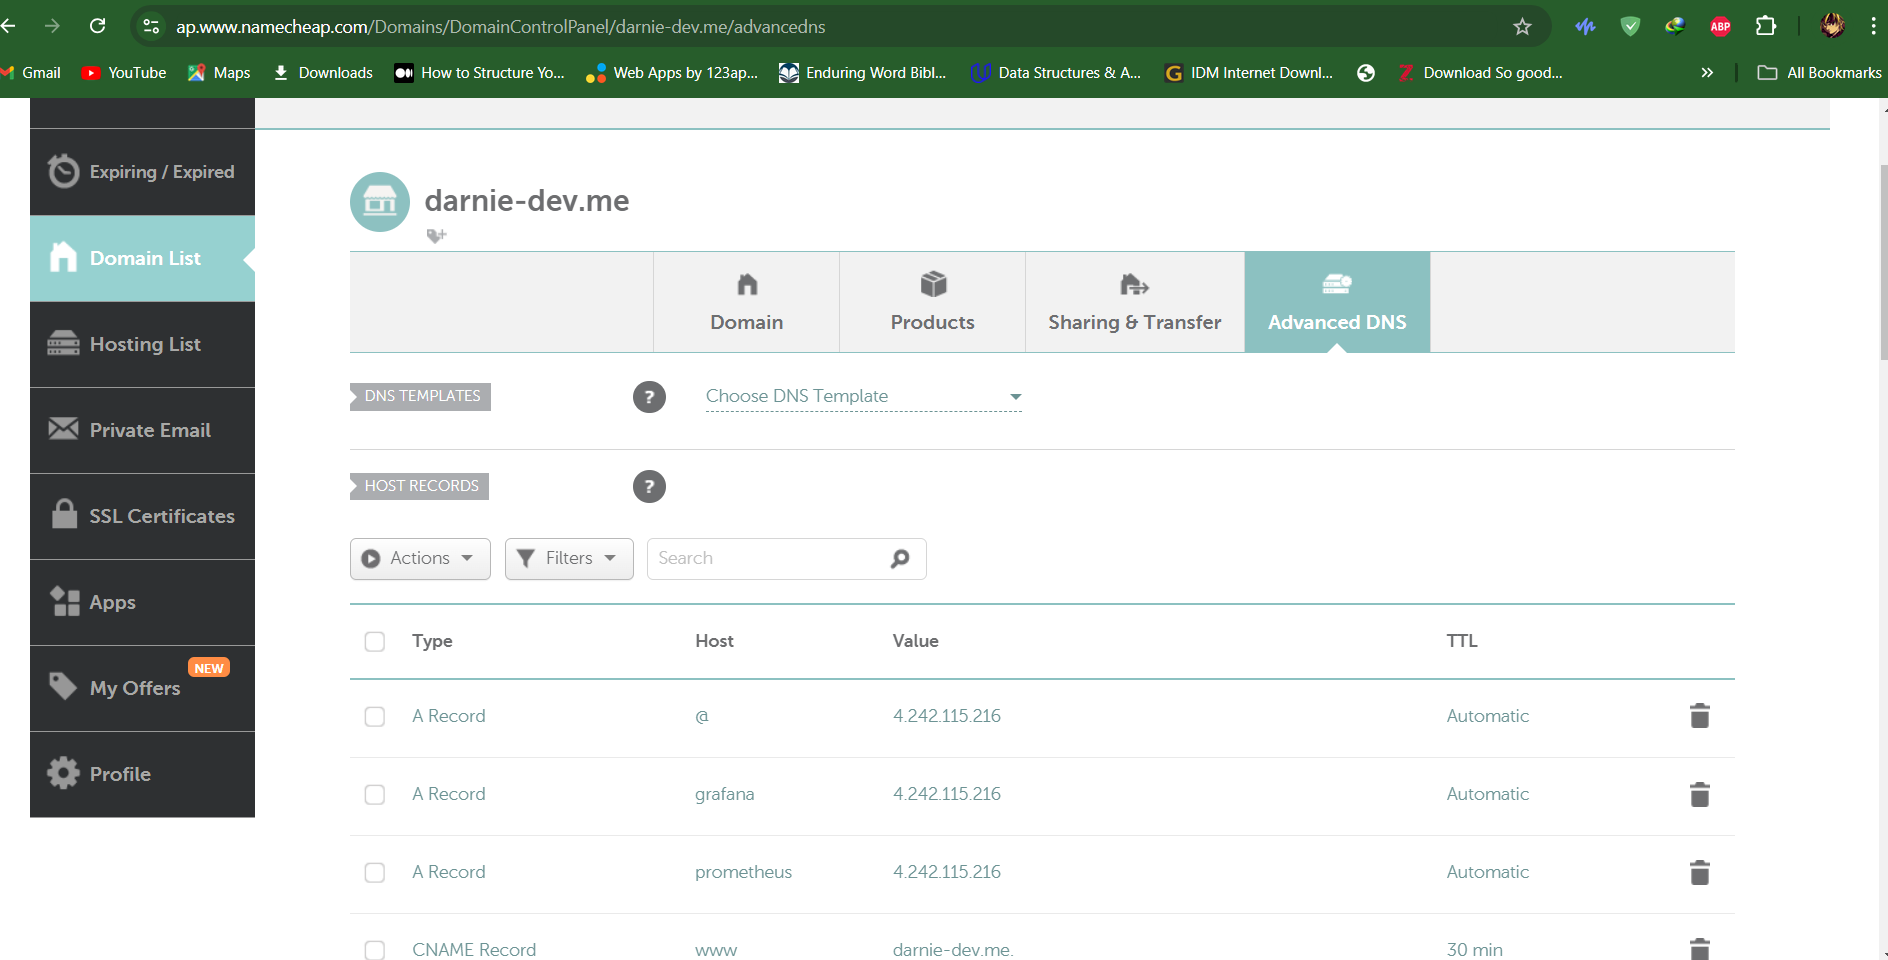 ap.www.namecheap.com/Domains/DomainControlPanel/darnie-dev.me/advancedns
ABP
Gmail YouTube Maps Downloads How to Structure Yo... Web Apps by 123ap... Enduring Word Bibl... Data Structures & A... IDM Internet Downl... Download So good... » All Bookmarks
Expiring / Expired
Domain List
Hosting List
Private Email
SSL Certificates
Apps
NEW
My Offers
Profile
darnie-dev.me
Domain Products Sharing & Transfer Advanced DNS
DNS TEMPLATES ? Choose DNS Template
HOST RECORDS ?
Actions Filters Search
Type Host Value TTL
A Record @ 4.242.115.216 Automatic
A Record grafana 4.242.115.216 Automatic
A Record prometheus 4.242.115.216 Automatic
CNAME Record www darnie-dev.me. 30 min